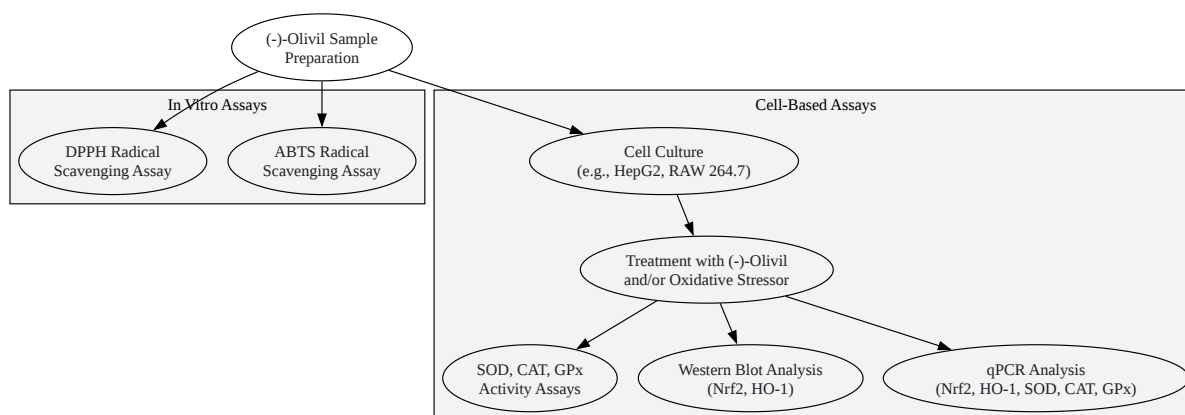 (-)-Olivil Sample
Preparation
In Vitro Assays
Cell-Based Assays
DPPH Radical
Scavenging Assay
ABTS Radical
Scavenging Assay
Cell Culture
(e.g., HepG2, RAW 264.7)
Treatment with (-)-Olivil
and/or Oxidative Stressor
SOD, CAT, GPx
Activity Assays
Western Blot Analysis
(Nrf2, HO-1)
qPCR Analysis
(Nrf2, HO-1, SOD, CAT, GPx)